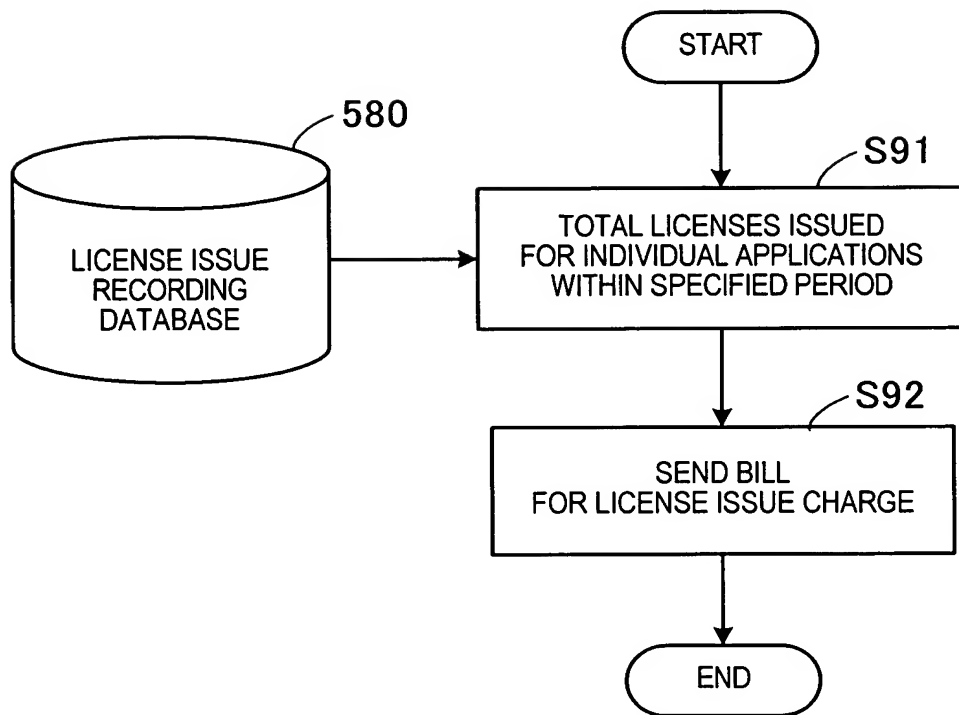 START
580
LICENSE ISSUE
RECORDING
DATABASE
S91
TOTAL LICENSES ISSUED
FOR INDIVIDUAL APPLICATIONS
WITHIN SPECIFIED PERIOD
S92
SEND BILL
FOR LICENSE ISSUE CHARGE
END